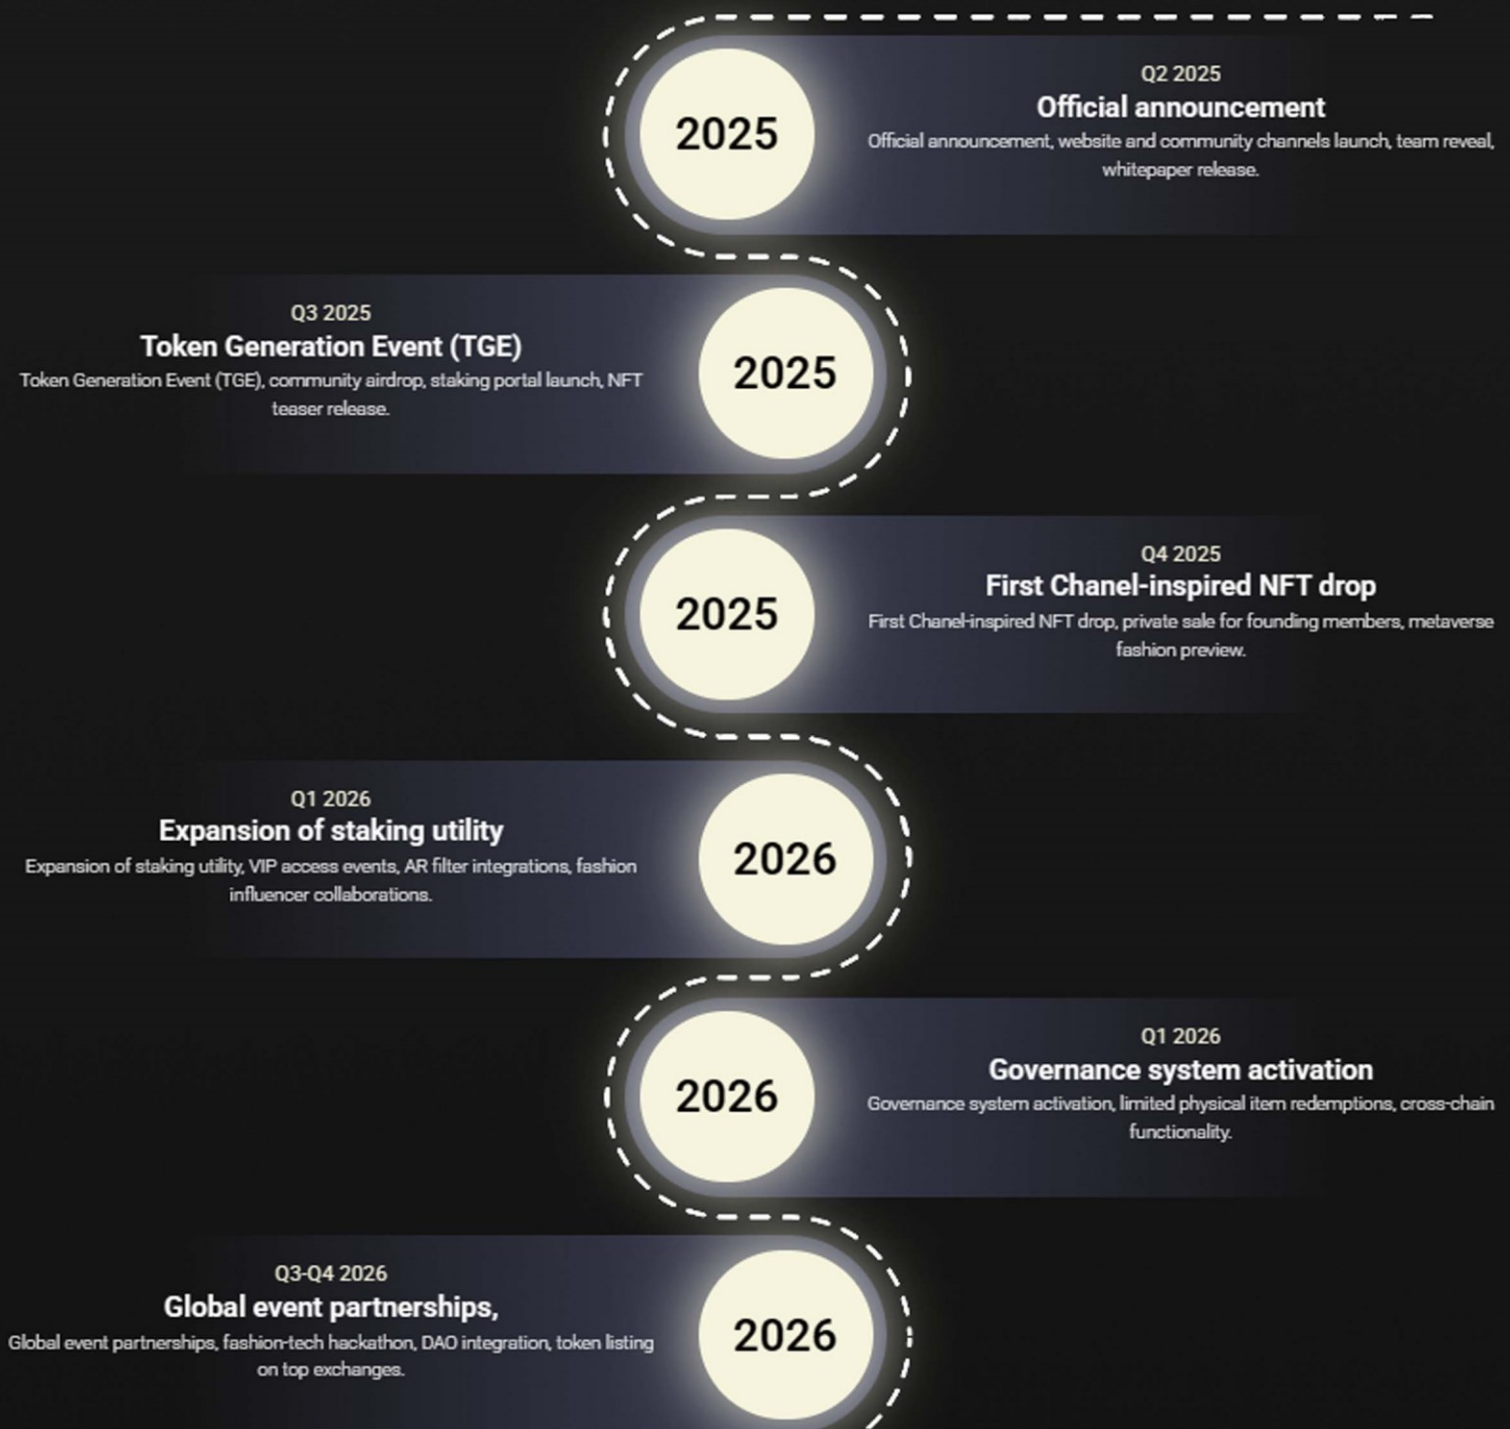 2025
Q2 2025
Official announcement
Official announcement, website and community channels launch, team reveal,
whitepaper release.
Q3 2025
Token Generation Event (TGE)
Token Generation Event (TGE), community airdrop, staking portal launch, NFT
teaser release.
2025
2025
Q4 2025
First Chanel-inspired NFT drop
First Chanel-inspired NFT drop, private sale for founding members, metaverse
fashion preview.
Q1 2026
Expansion of staking utility
Expansion of staking utility, VIP access events, AR filter integrations, fashion
influencer collaborations.
2026
2026
Q1 2026
Governance system activation
Governance system activation, limited physical item redemptions, cross-chain
functionality.
Q3-Q4 2026
Global event partnerships,
Global event partnerships, fashion-tech hackathon, DAO integration, token listing
on top exchanges.
2026